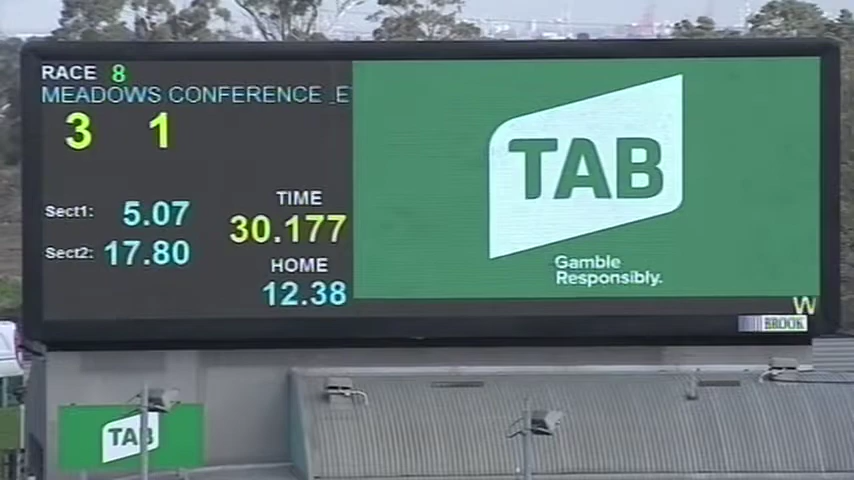 RACE 8
MEADOWS CONFERENCE _E
3 1
Sect1: 5.07
Sect2: 17.80
TIME
30.177
HOME
12.38
TAB
Gamble
Responsibly.
W
BROOK
TAB